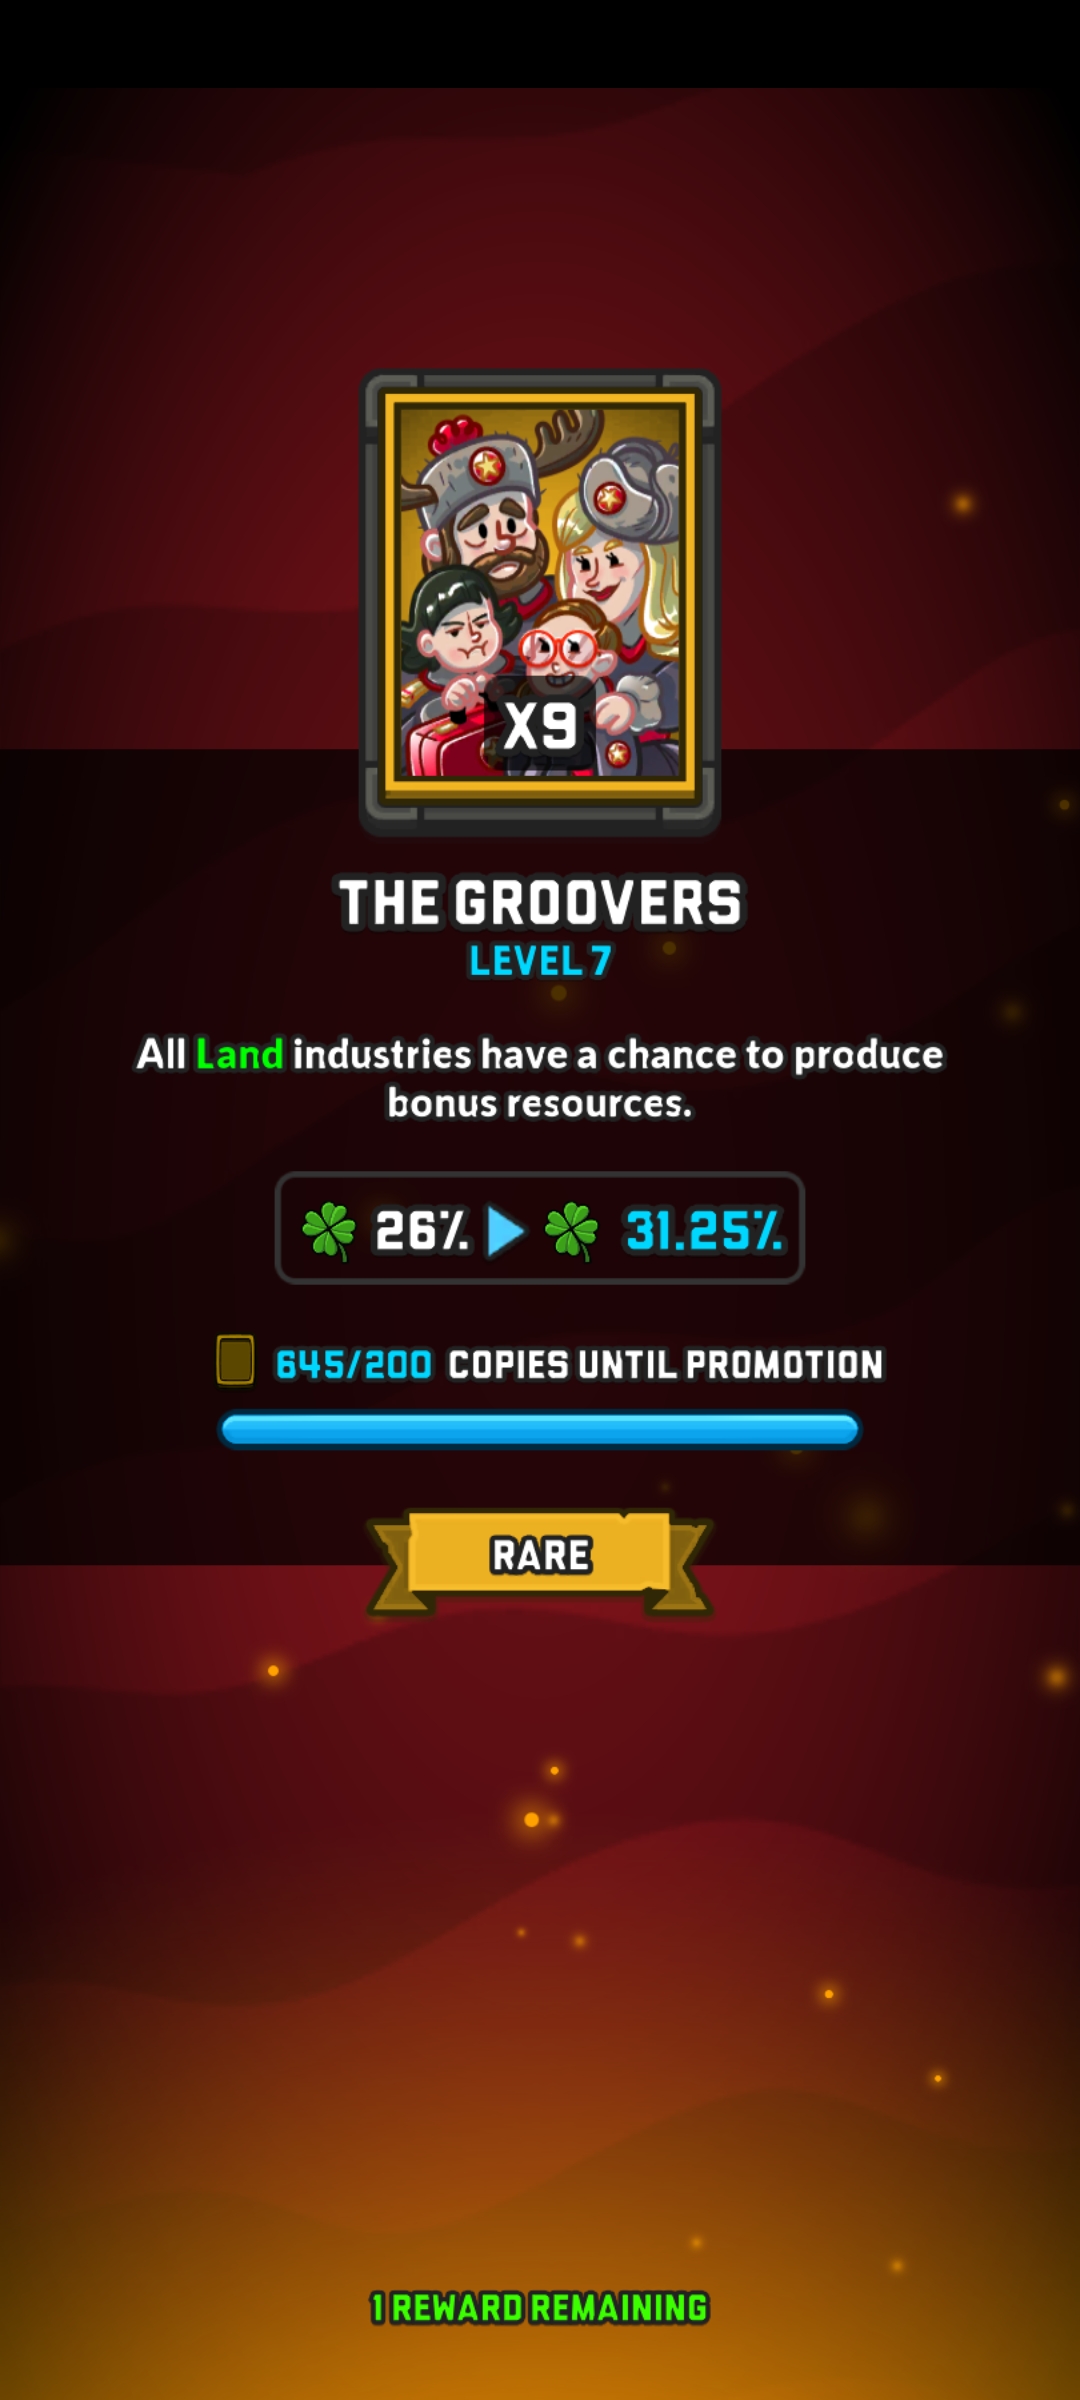 X9
THE GROOVERS
LEVEL 7
All Land industries have a chance to produce
bonus resources.
26% 31.25%
645/200 COPIES UNTIL PROMOTION
RARE
1 REWARD REMAINING